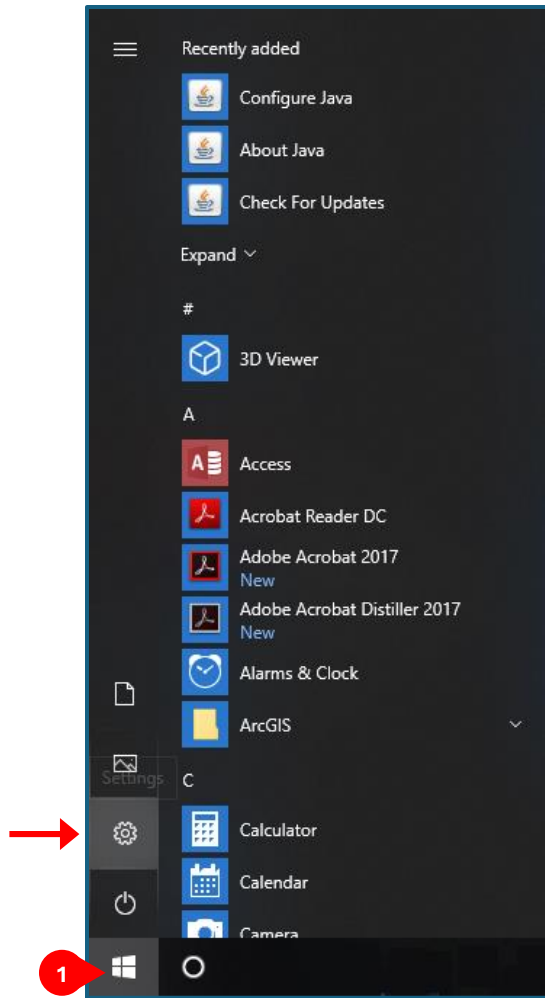 Recently added
Configure Java
About Java
Check For Updates
Expand
#
3D Viewer
A
Access
Acrobat Reader DC
Adobe Acrobat 2017
New
Adobe Acrobat Distiller 2017
New
Alarms & Clock
ArcGIS
Settings
C
Calculator
Calendar
Camera
1